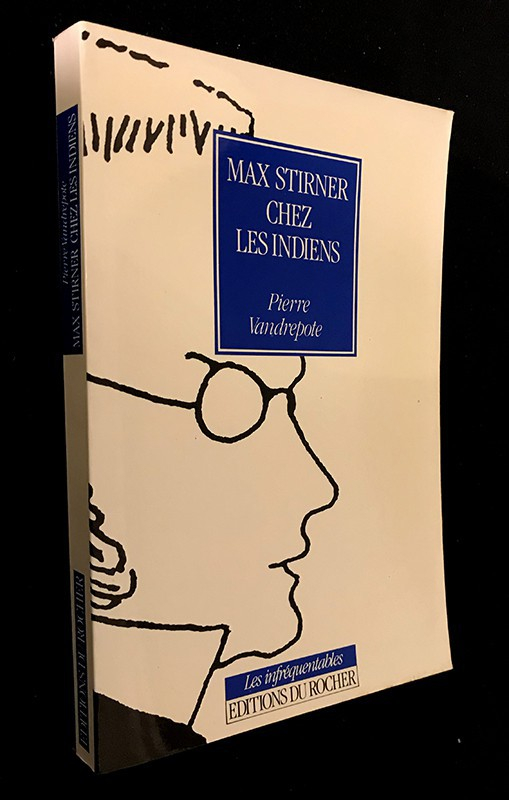 MAX STIRNER
CHEZ
LES INDIENS
Pierre
Vandrepote
Les infréquentables
EDITIONS DU ROCHER
Pierre Vandrepote
MAX STIRNER CHEZ LES INDIENS
EDITIONS DU ROCHER